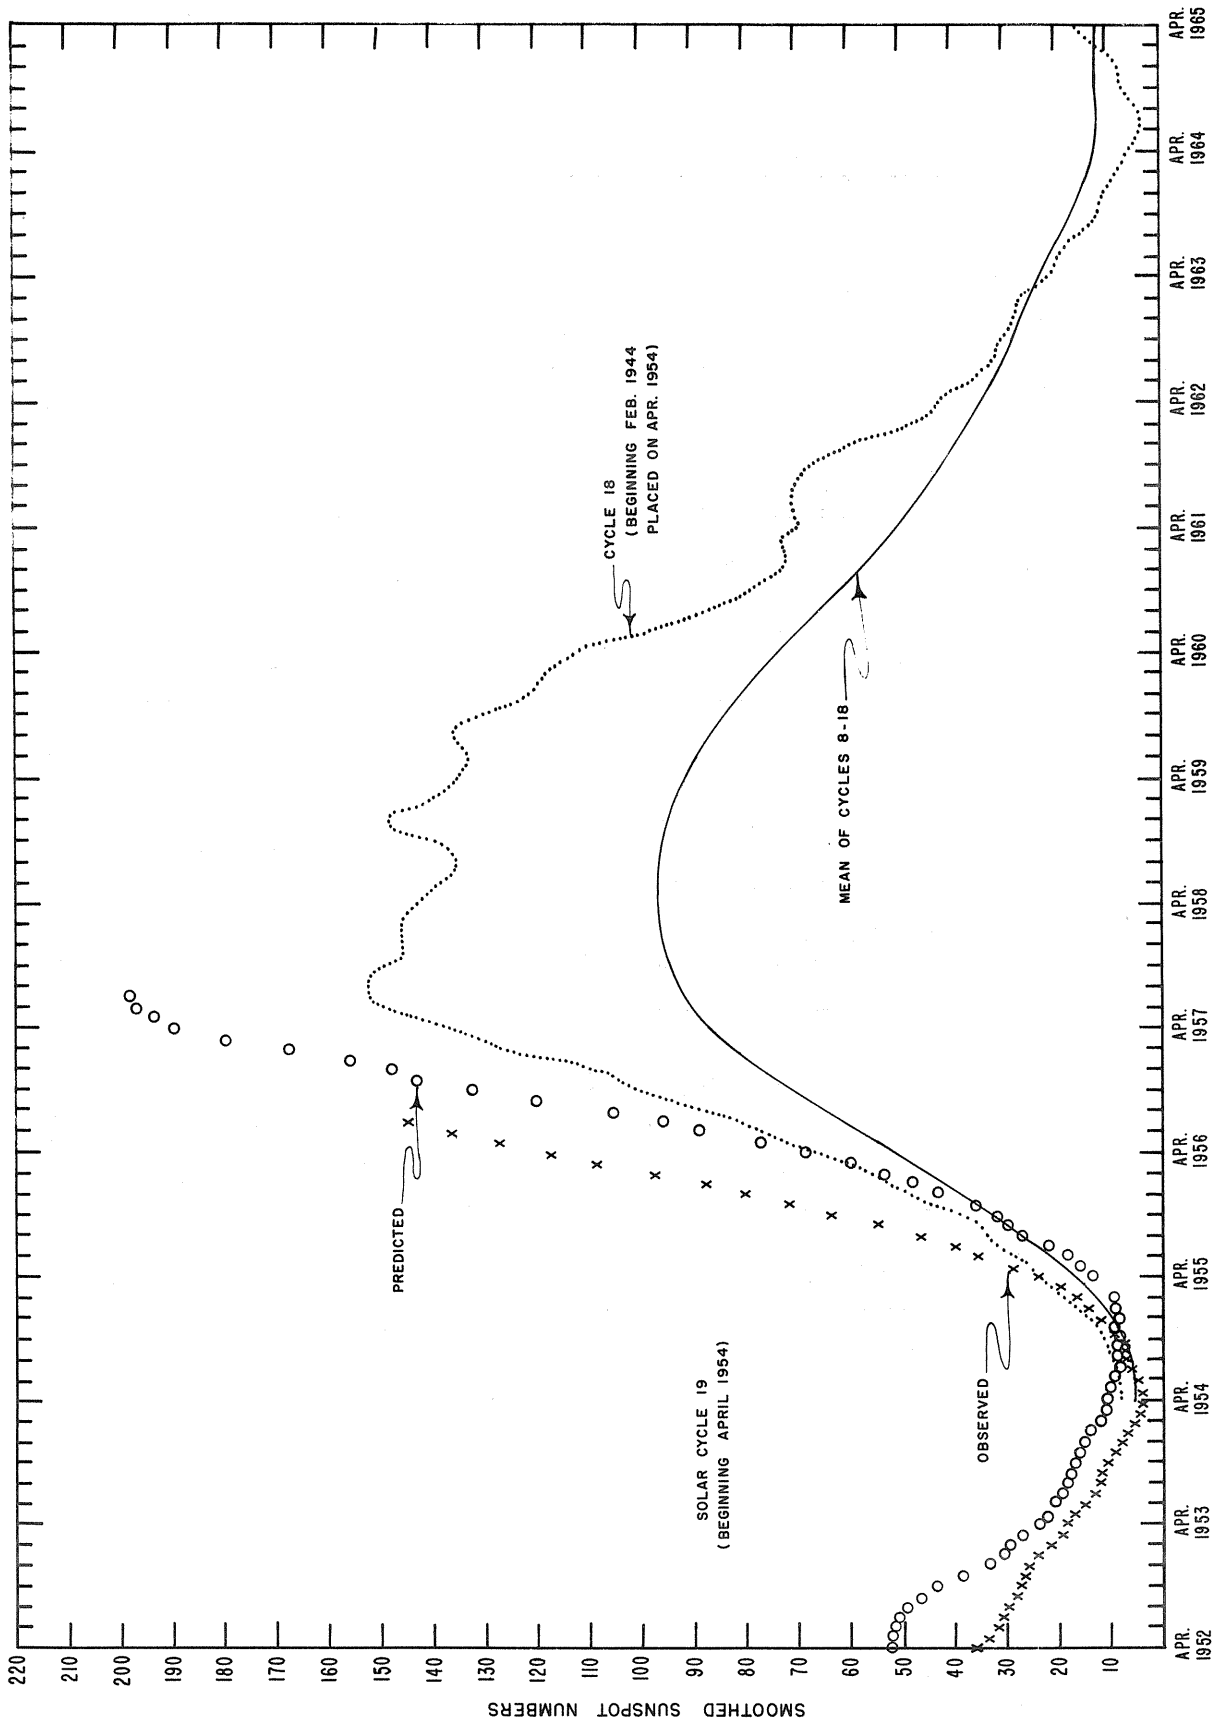 SMOOTHED SUNSPOT NUMBERS
220
210
200
190
180
170
160
150
140
130
120
110
100
90
80
70
60
50
40
30
20
10
PREDICTED
SOLAR CYCLE 19
(BEGINNING APRIL 1954)
OBSERVED
CYCLE 18
(BEGINNING FEB. 1944
PLACED ON APR. 1954)
MEAN OF CYCLES 8-18
APR.
1952
APR.
1953
APR.
1954
APR.
1955
APR.
1956
APR.
1957
APR.
1958
APR.
1959
APR.
1960
APR.
1961
APR.
1962
APR.
1963
APR.
1964
APR.
1965